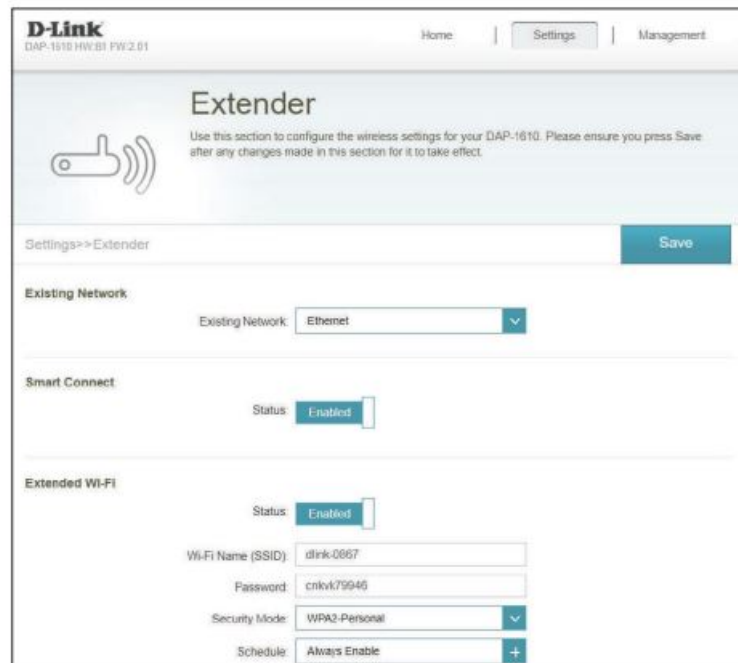 D-Link
DAP-1610 HW:B1 FW:2.01
Home | Settings | Management
Extender
Use this section to configure the wireless settings for your DAP-1610. Please ensure you press Save
after any changes made in this section for it to take effect.
Settings>>Extender
Save
Existing Network
Existing Network: Ethernet
Smart Connect
Status: Enabled
Extended Wi-Fi
Status: Enabled
Wi-Fi Name (SSID): dlink-0867
Password: cnkvk79946
Security Mode: WPA2-Personal
Schedule: Always Enable +